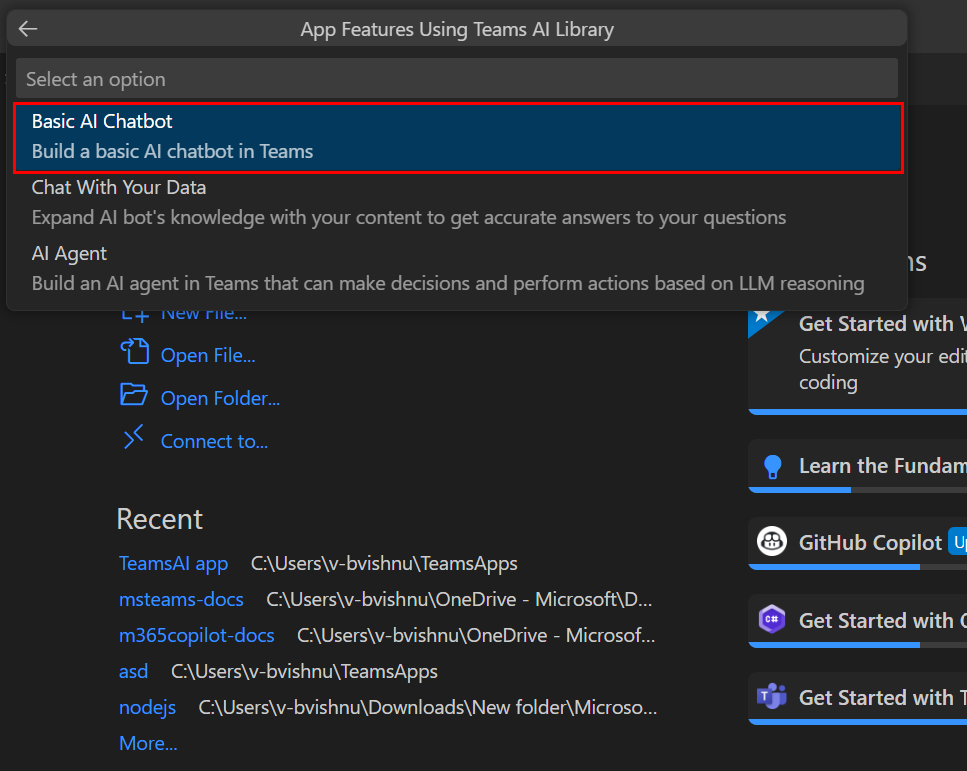 App Features Using Teams AI Library
Select an option
Basic AI Chatbot
Build a basic AI chatbot in Teams
Chat With Your Data
Expand AI bot's knowledge with your content to get accurate answers to your questions
AI Agent
Build an AI agent in Teams that can make decisions and perform actions based on LLM reasoning
New File...
Open File...
Open Folder...
Connect to...
Recent
TeamsAI app C:\Users\v-bvishnu\TeamsApps
msteams-docs C:\Users\v-bvishnu\OneDrive - Microsoft\D...
m365copilot-docs C:\Users\v-bvishnu\OneDrive - Microsof...
asd C:\Users\v-bvishnu\TeamsApps
nodejs C:\Users\v-bvishnu\Downloads\New folder\Microso...
More...
ns
Get Started with V
Customize your edit
coding
Learn the Fundam
GitHub Copilot Up
C#
Get Started with C
T
Get Started with T